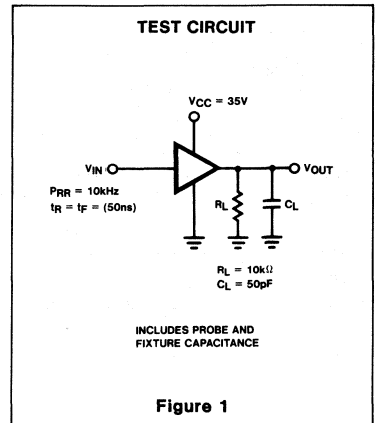 TEST CIRCUIT
VCC = 35V
VIN
VOUT
PRR = 10kHz
tR = tF = (50ns)
RL
CL
RL = 10kΩ
CL = 50pF
INCLUDES PROBE AND
FIXTURE CAPACITANCE
Figure 1